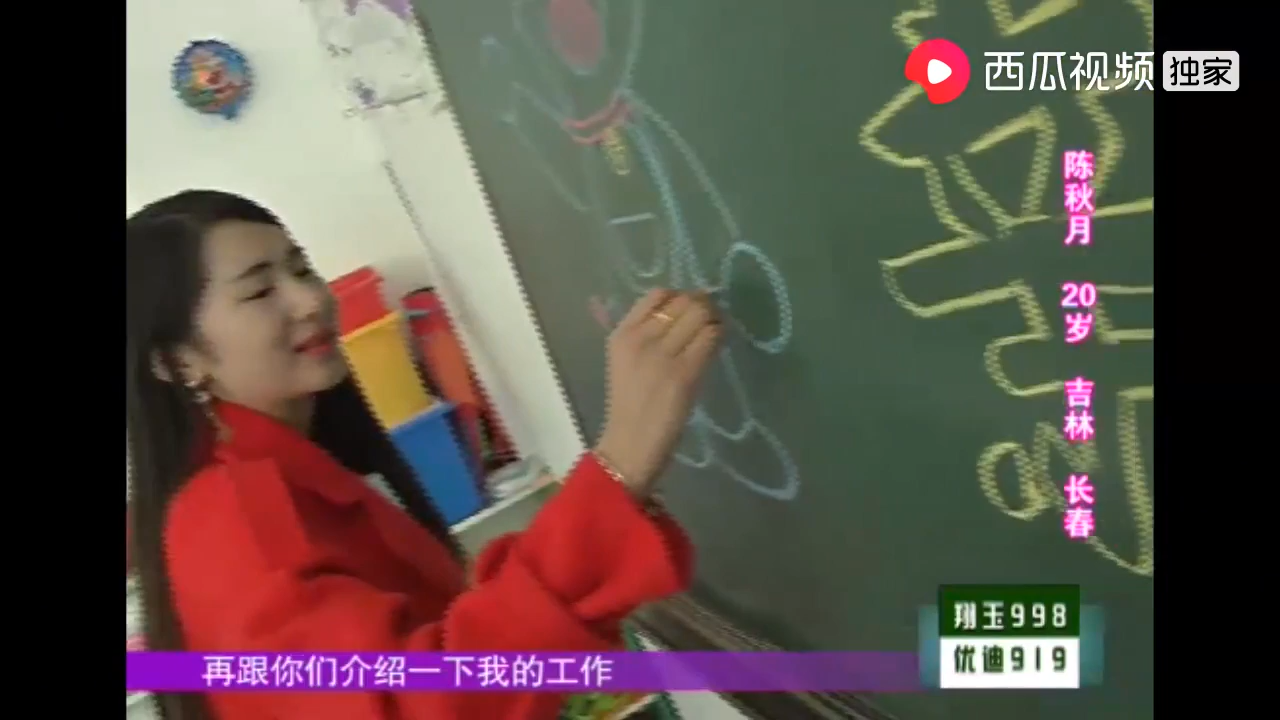 西瓜视频 独家
陈秋月 20岁 吉林 长春
翔玉998
优迪919
再跟你们介绍一下我的工作